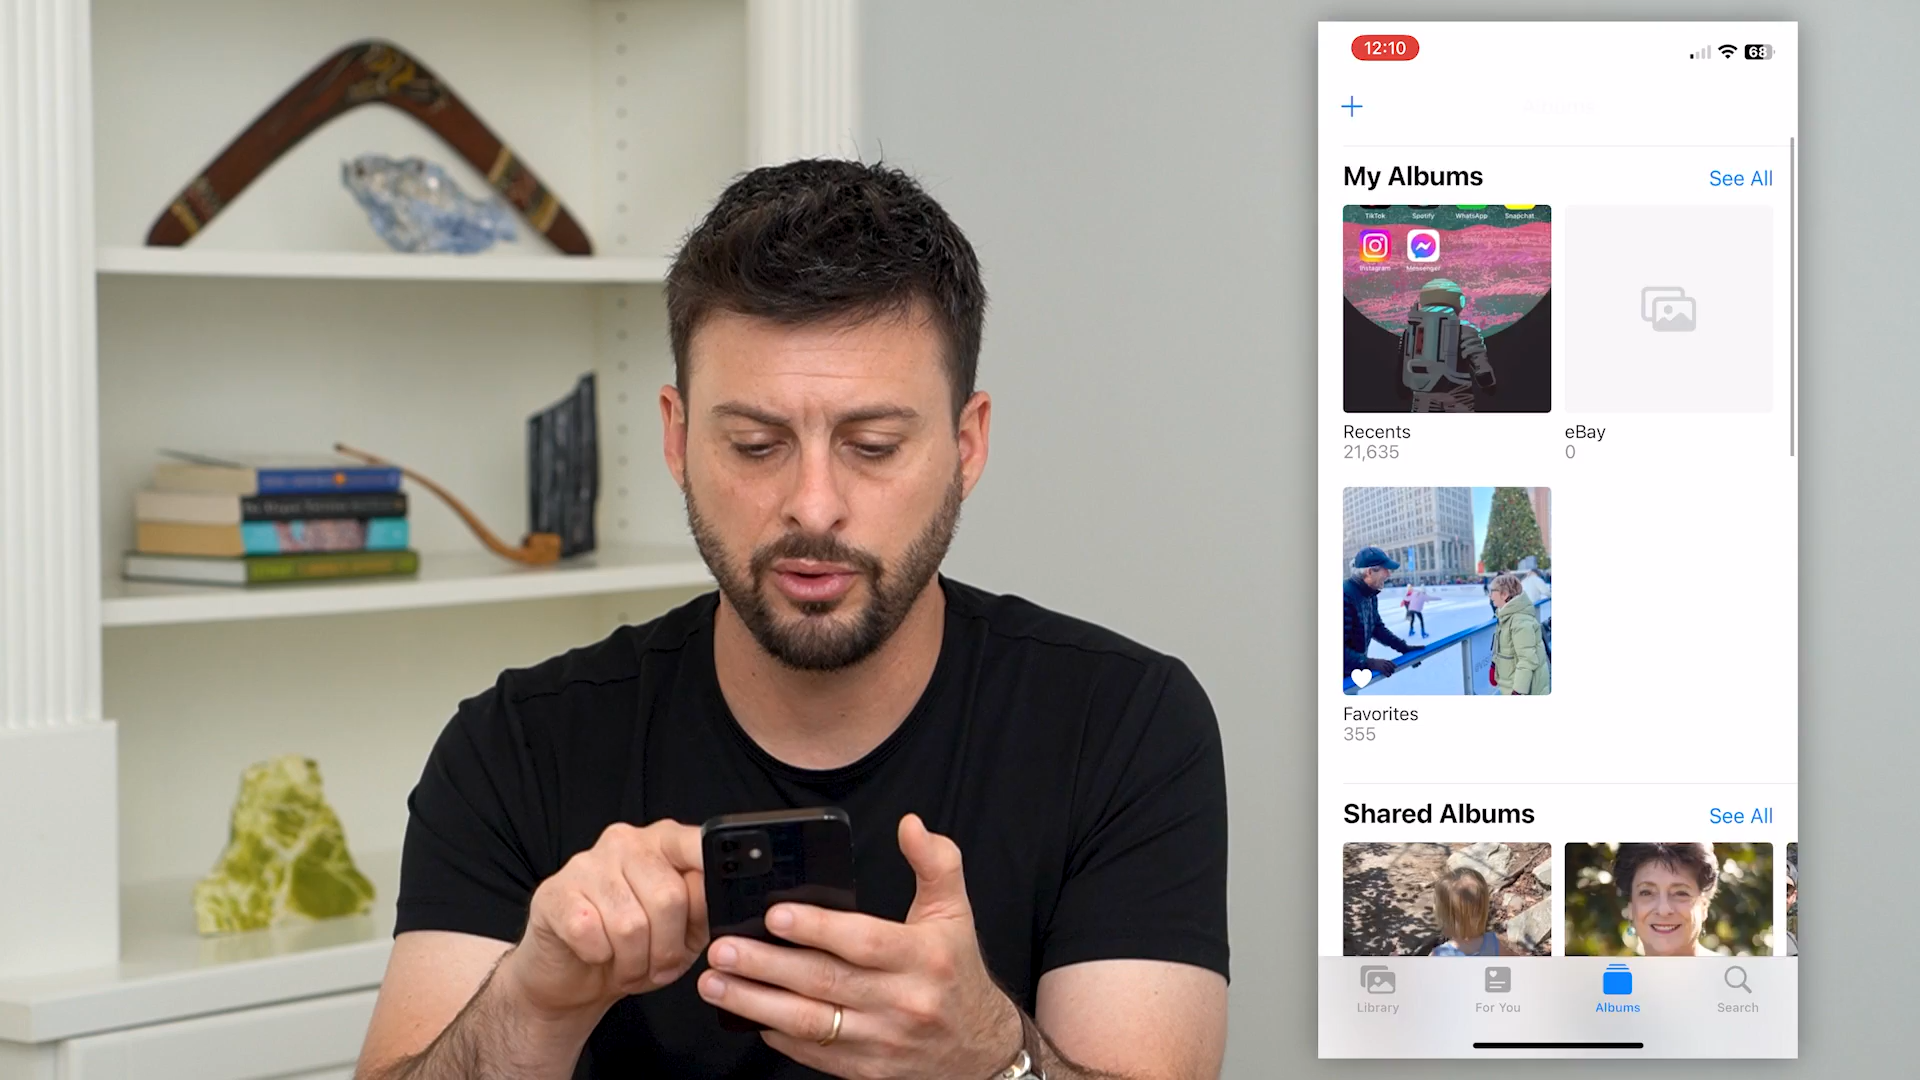 12:10
68
My Albums
See All
TikTok Spotify WhatsApp Snapchat
Instagram Messenger
Recents
21,635
eBay
0
Favorites
355
Shared Albums
See All
Library
For You
Albums
Search